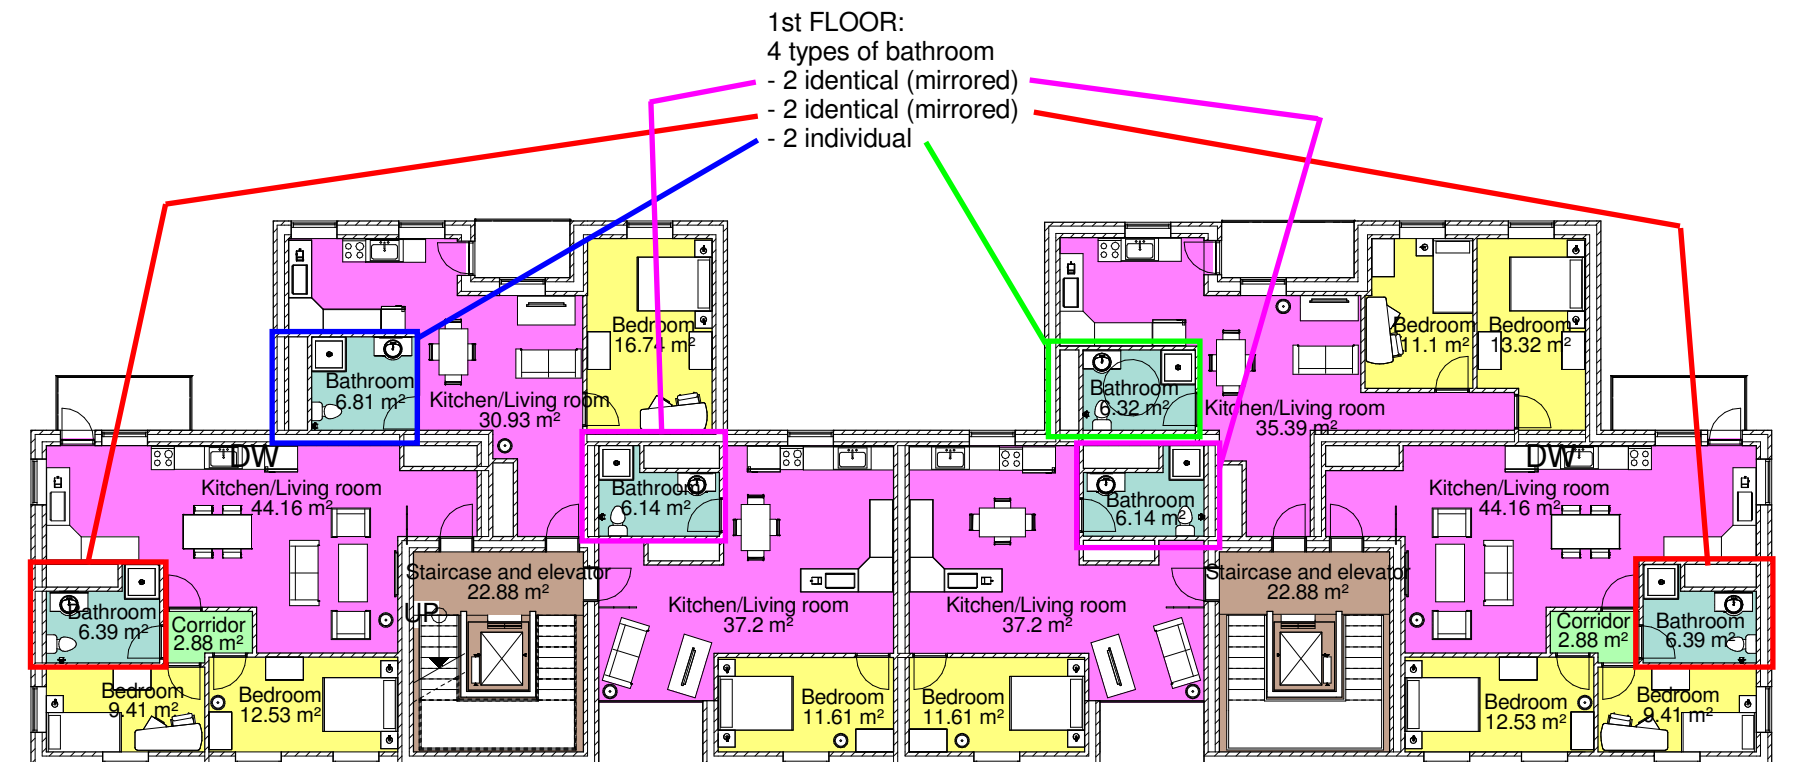 1st FLOOR:
4 types of bathroom
- 2 identical (mirrored)
- 2 identical (mirrored)
- 2 individual
Bedroom
16.74 m²
Bedroom
11.1 m²
Bedroom
13.32 m²
Bathroom
6.81 m²
Kitchen/Living room
30.93 m²
Bathroom
6.32 m²
Kitchen/Living room
35.39 m²
DW
Kitchen/Living room
44.16 m²
Bathroom
6.14 m²
Bathroom
6.14 m²
DW
Kitchen/Living room
44.16 m²
Staircase and elevator
22.88 m²
Staircase and elevator
22.88 m²
UP
Kitchen/Living room
37.2 m²
Kitchen/Living room
37.2 m²
Bathroom
6.39 m²
Corridor
2.88 m²
Corridor
2.88 m²
Bathroom
6.39 m²
Bedroom
9.41 m²
Bedroom
12.53 m²
Bedroom
11.61 m²
Bedroom
11.61 m²
Bedroom
12.53 m²
Bedroom
9.41 m²